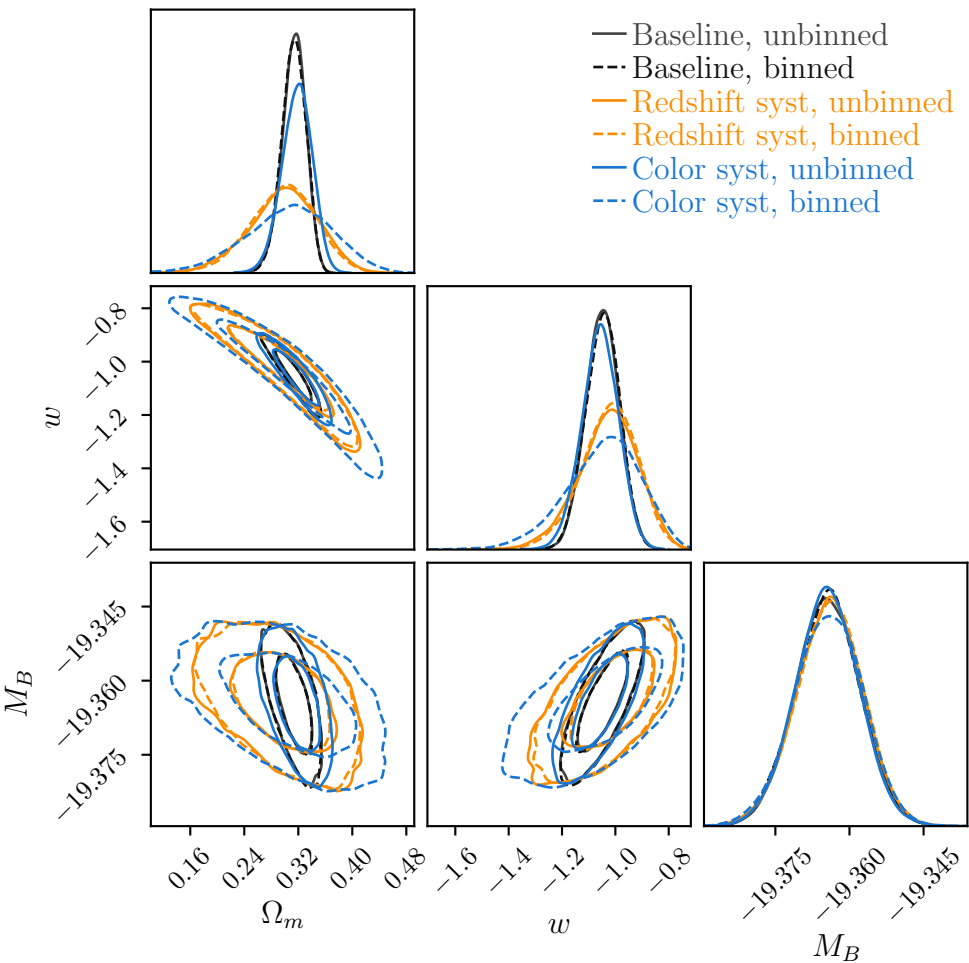 Baseline, unbinned
Baseline, binned
Redshift syst, unbinned
Redshift syst, binned
Color syst, unbinned
Color syst, binned
−0.8
−1.0
−1.2
−1.4
−1.6
w
−19.345
−19.360
−19.375
M_B
0.16 0.24 0.32 0.40 0.48
Ω_m
−1.6 −1.4 −1.2 −1.0 −0.8
w
−19.375 −19.360 −19.345
M_B